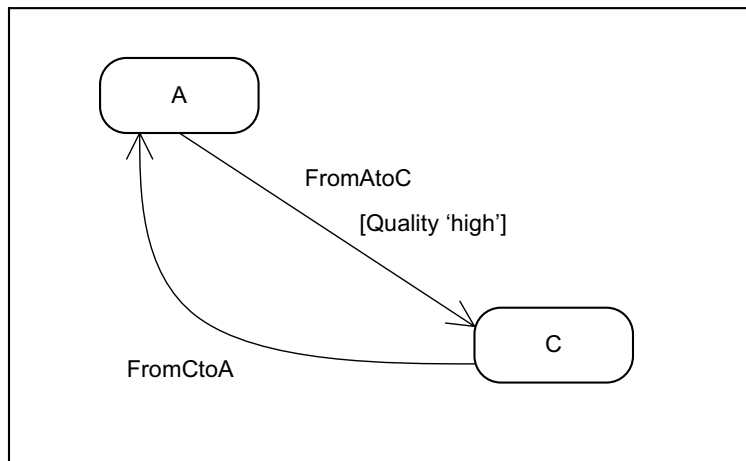 A
FromAtoC
[Quality ‘high’]
C
FromCtoA